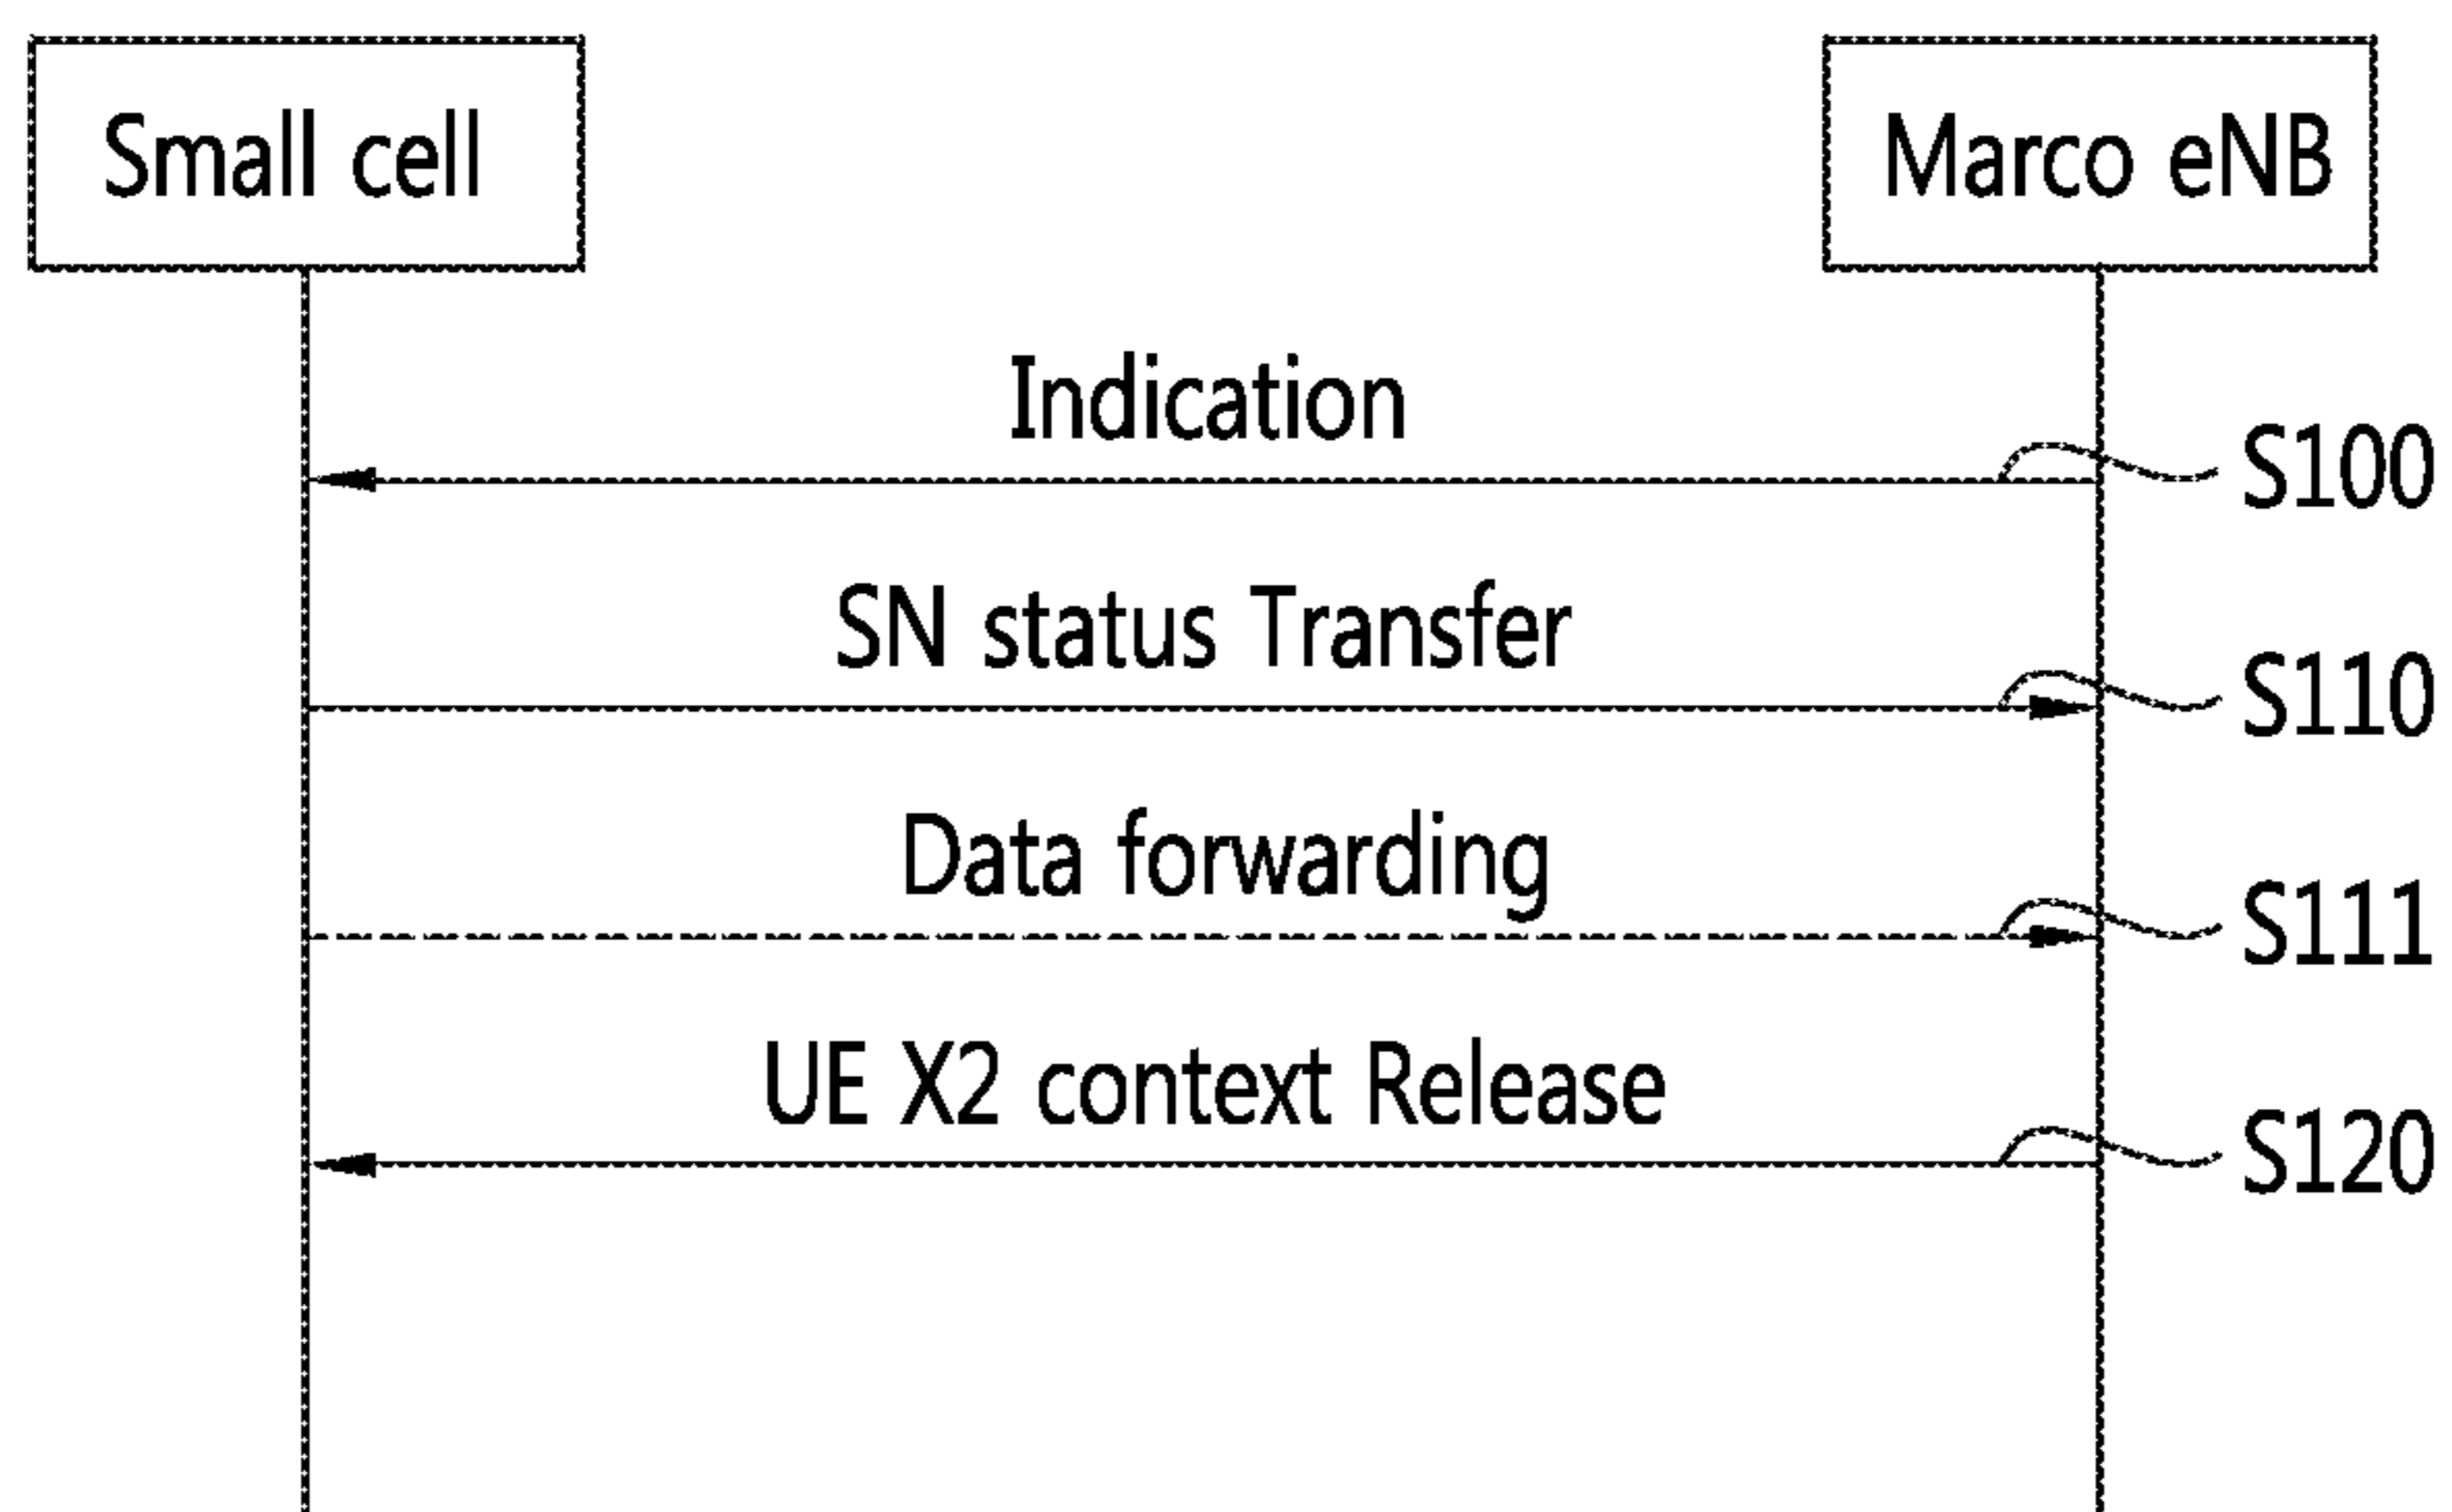 Small cell
Marco eNB
Indication
S100
SN status Transfer
S110
Data forwarding
S111
UE X2 context Release
S120